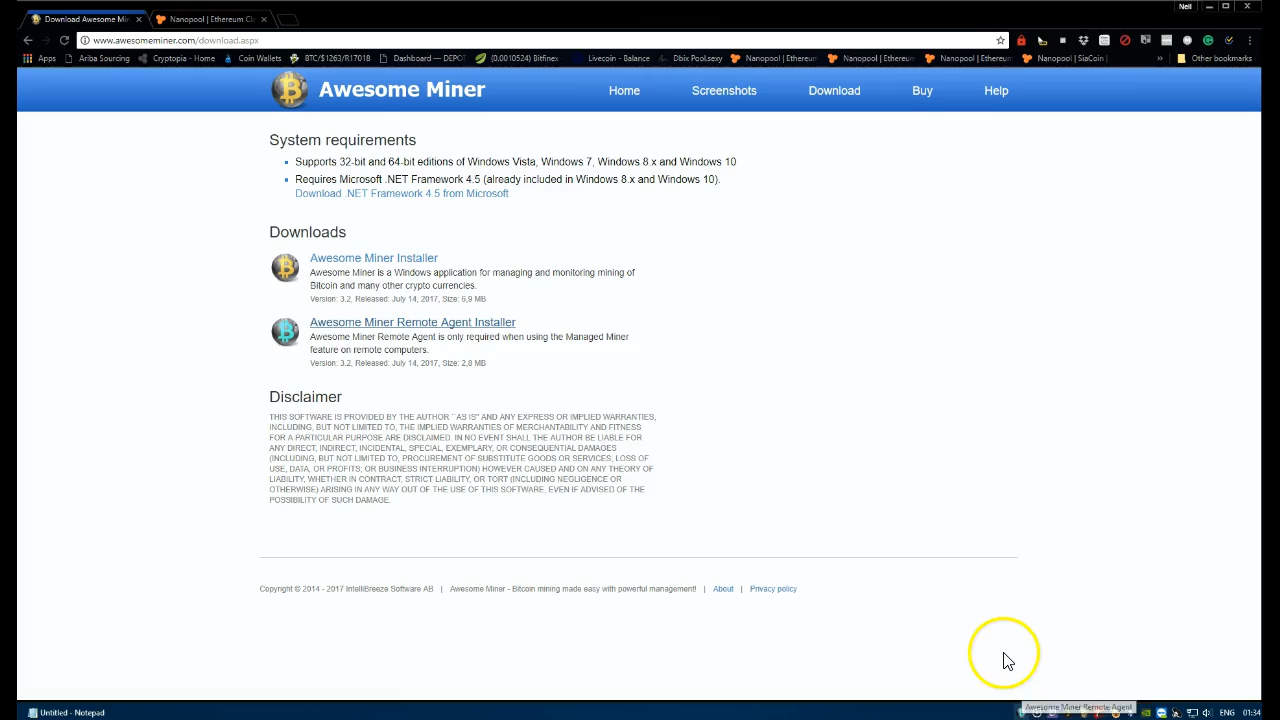 Neil
Download Awesome Min
Nanopool | Ethereum Cl
www.awesomeminer.com/download.aspx
Apps
Ariba Sourcing
Cryptopia - Home
Coin Wallets
BTC/$1263/R17018
Dashboard — DEPOT
(0.0010524) Bitfinex
Livecoin - Balance
Dbix Pool.sexy
Nanopool | Ethereum
Nanopool | Ethereum
Nanopool | Ethereum
Nanopool | SiaCoin |
»
Other bookmarks
Awesome Miner
Home
Screenshots
Download
Buy
Help
System requirements
Supports 32-bit and 64-bit editions of Windows Vista, Windows 7, Windows 8.x and Windows 10
Requires Microsoft .NET Framework 4.5 (already included in Windows 8.x and Windows 10).
Download .NET Framework 4.5 from Microsoft
Downloads
Awesome Miner Installer
Awesome Miner is a Windows application for managing and monitoring mining of
Bitcoin and many other crypto currencies.
Version: 3.2, Released: July 14, 2017, Size: 6,9 MB
Awesome Miner Remote Agent Installer
Awesome Miner Remote Agent is only required when using the Managed Miner
feature on remote computers.
Version: 3.2, Released: July 14, 2017, Size: 2,8 MB
Disclaimer
THIS SOFTWARE IS PROVIDED BY THE AUTHOR ``AS IS'' AND ANY EXPRESS OR IMPLIED WARRANTIES,
INCLUDING, BUT NOT LIMITED TO, THE IMPLIED WARRANTIES OF MERCHANTABILITY AND FITNESS
FOR A PARTICULAR PURPOSE ARE DISCLAIMED. IN NO EVENT SHALL THE AUTHOR BE LIABLE FOR
ANY DIRECT, INDIRECT, INCIDENTAL, SPECIAL, EXEMPLARY, OR CONSEQUENTIAL DAMAGES
(INCLUDING, BUT NOT LIMITED TO, PROCUREMENT OF SUBSTITUTE GOODS OR SERVICES, LOSS OF
USE, DATA, OR PROFITS; OR BUSINESS INTERRUPTION) HOWEVER CAUSED AND ON ANY THEORY OF
LIABILITY, WHETHER IN CONTRACT, STRICT LIABILITY, OR TORT (INCLUDING NEGLIGENCE OR
OTHERWISE) ARISING IN ANY WAY OUT OF THE USE OF THIS SOFTWARE, EVEN IF ADVISED OF THE
POSSIBILITY OF SUCH DAMAGE.
Copyright © 2014 - 2017 IntelliBreeze Software AB | Awesome Miner - Bitcoin mining made easy with powerful management! | About | Privacy policy
Awesome Miner Remote Agent
Untitled - Notepad
ENG
01:34